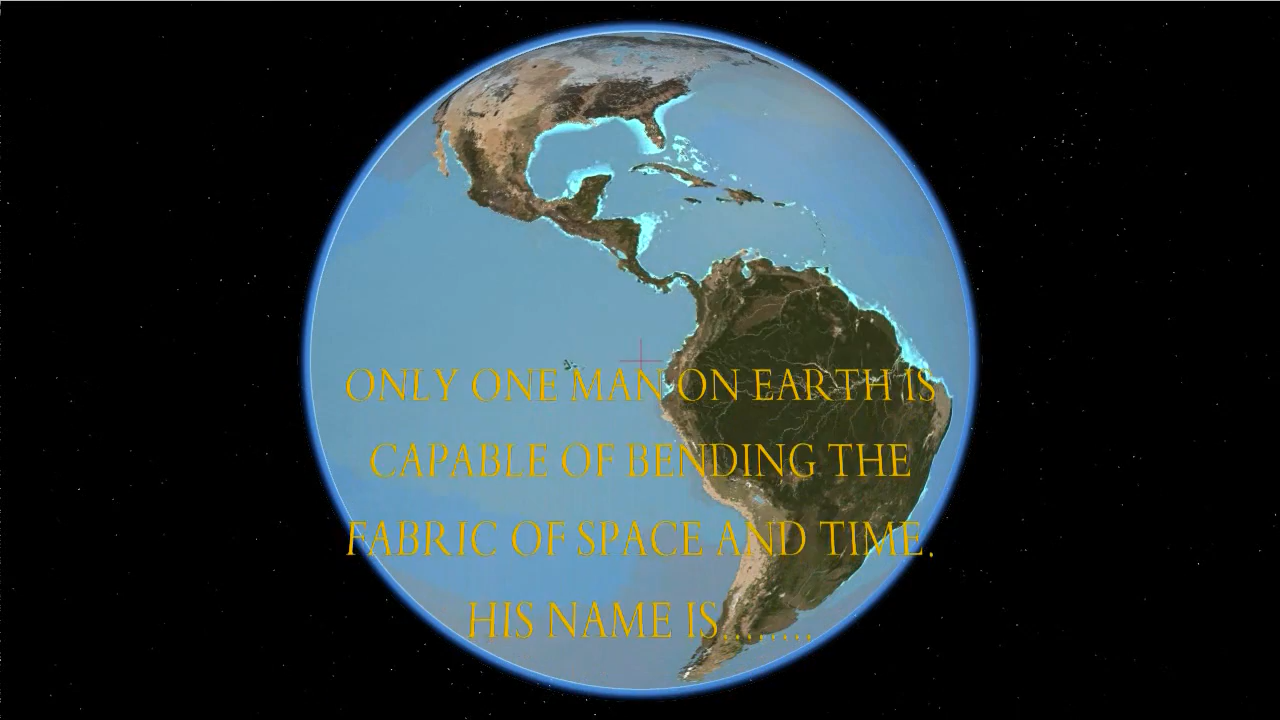 ONLY ONE MAN ON EARTH IS
CAPABLE OF BENDING THE
FABRIC OF SPACE AND TIME.
HIS NAME IS........